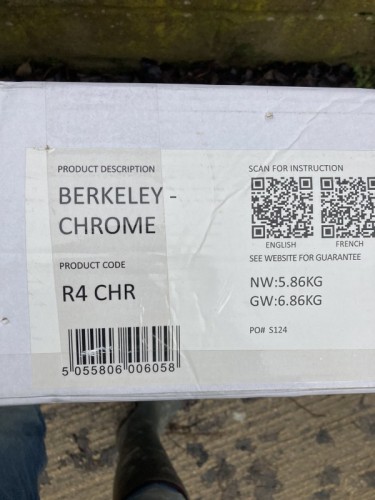 PRODUCT DESCRIPTION
BERKELEY -
CHROME
PRODUCT CODE
R4 CHR
5 055806 006058
SCAN FOR INSTRUCTION
ENGLISH
FRENCH
SEE WEBSITE FOR GUARANTEE
NW:5.86KG
GW:6.86KG
PO# S124